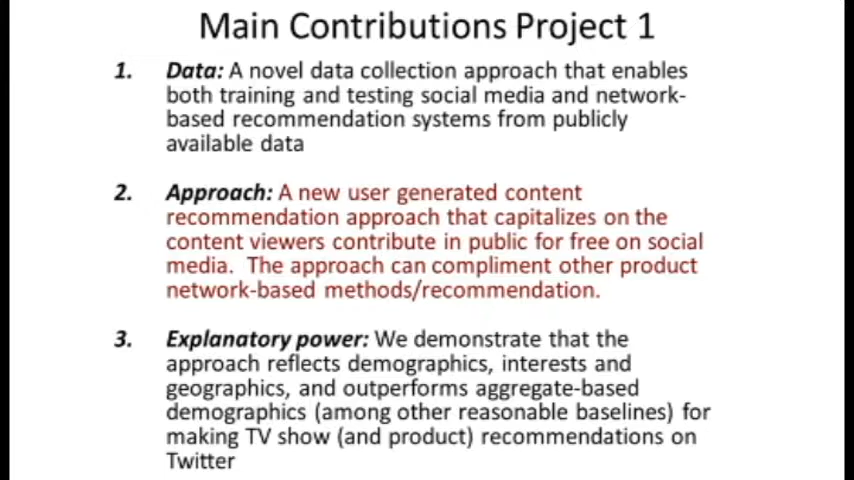 Main Contributions Project 1
1. Data: A novel data collection approach that enables
both training and testing social media and network-
based recommendation systems from publicly
available data
2. Approach: A new user generated content
recommendation approach that capitalizes on the
content viewers contribute in public for free on social
media. The approach can compliment other product
network-based methods/recommendation.
3. Explanatory power: We demonstrate that the
approach reflects demographics, interests and
geographics, and outperforms aggregate-based
demographics (among other reasonable baselines) for
making TV show (and product) recommendations on
Twitter